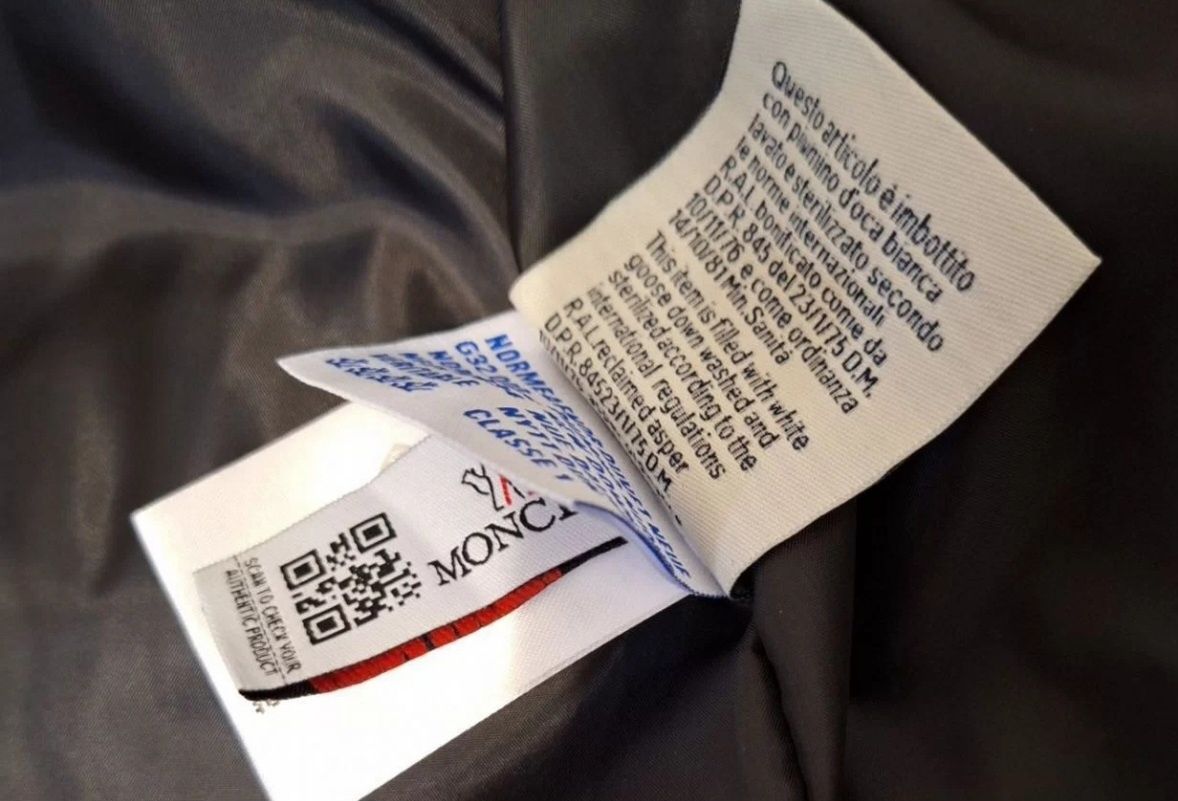 Questo articolo è imbottito
con piumino d'oca bianca
lavato e sterilizzato secondo
le norme internazionali
R.A.L. bonificato come da
D.P.R. 845 del 23/1/75 D.M.
10/11/76 e come ordinanza
14/10/81 Min. Sanità
This item is filled with white
goose down washed and
sterilized according to the
international regulations
R.A.L. reclaimed as per
D.P.R. 845 23/1/75 D.M.
CLASSE 1
MONCL
SCAN TO CHECK YOUR
AUTHENTIC PRODUCT